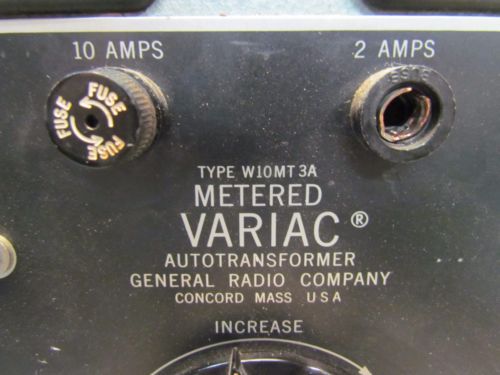 10 AMPS
2 AMPS
FUSE
FUSE
FUSE
TYPE W10MT3A
METERED
VARIAC®
AUTOTRANSFORMER
GENERAL RADIO COMPANY
CONCORD MASS USA
INCREASE